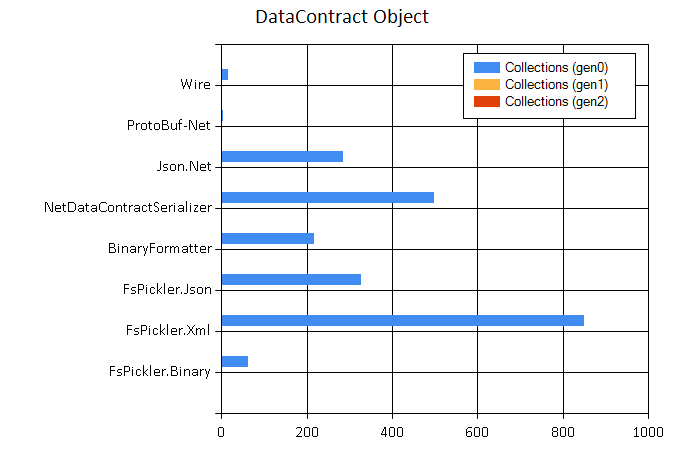 DataContract Object
Collections (gen0)
Collections (gen1)
Collections (gen2)
Wire
ProtoBuf-Net
Json.Net
NetDataContractSerializer
BinaryFormatter
FsPickler.Json
FsPickler.Xml
FsPickler.Binary
0 200 400 600 800 1000